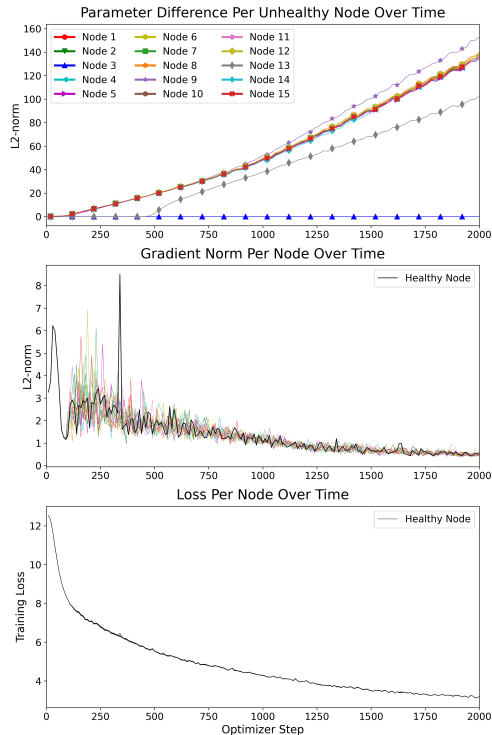 Parameter Difference Per Unhealthy Node Over Time
160
140
120
100
80
60
40
20
0
L2-norm
Node 1
Node 2
Node 3
Node 4
Node 5
Node 6
Node 7
Node 8
Node 9
Node 10
Node 11
Node 12
Node 13
Node 14
Node 15
0 250 500 750 1000 1250 1500 1750 2000
Gradient Norm Per Node Over Time
8
7
6
5
4
3
2
1
0
L2-norm
Healthy Node
0 250 500 750 1000 1250 1500 1750 2000
Loss Per Node Over Time
12
10
8
6
4
Training Loss
Healthy Node
0 250 500 750 1000 1250 1500 1750 2000
Optimizer Step